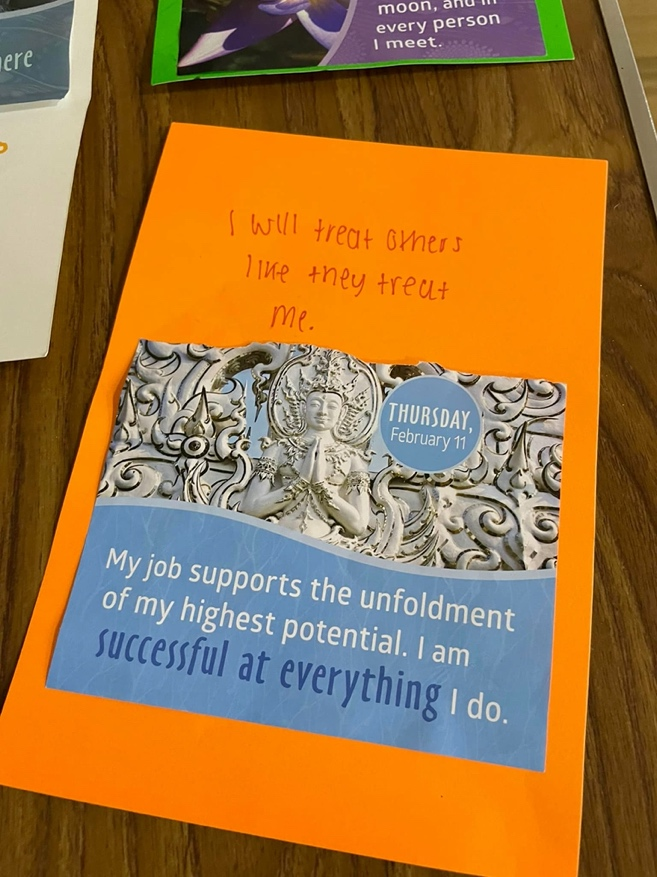 here
moon, and in
every person
I meet.
I will treat others
like they treat
me.
THURSDAY,
February 11
My job supports the unfoldment
of my highest potential. I am
successful at everything I do.